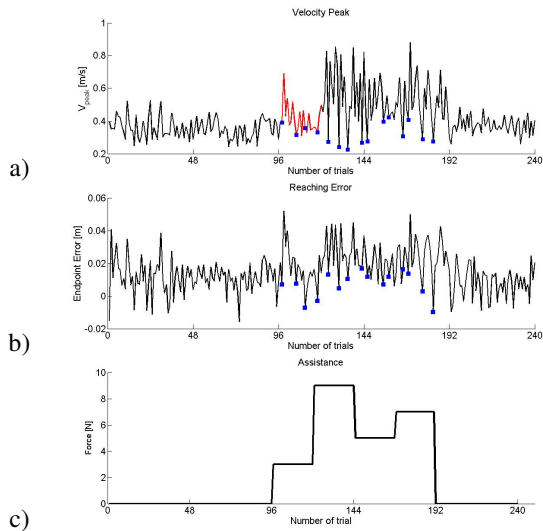 Velocity Peak
1
0.8
0.6
0.4
0.2
V_peak [m/s]
0 48 96 144 192 240
Number of trials
a)
Reaching Error
0.06
0.04
0.02
0
-0.02
Endpoint Error [m]
0 48 96 144 192 240
Number of trials
b)
Assistance
10
8
6
4
2
0
Force [N]
0 48 96 144 192 240
Number of trial
c)